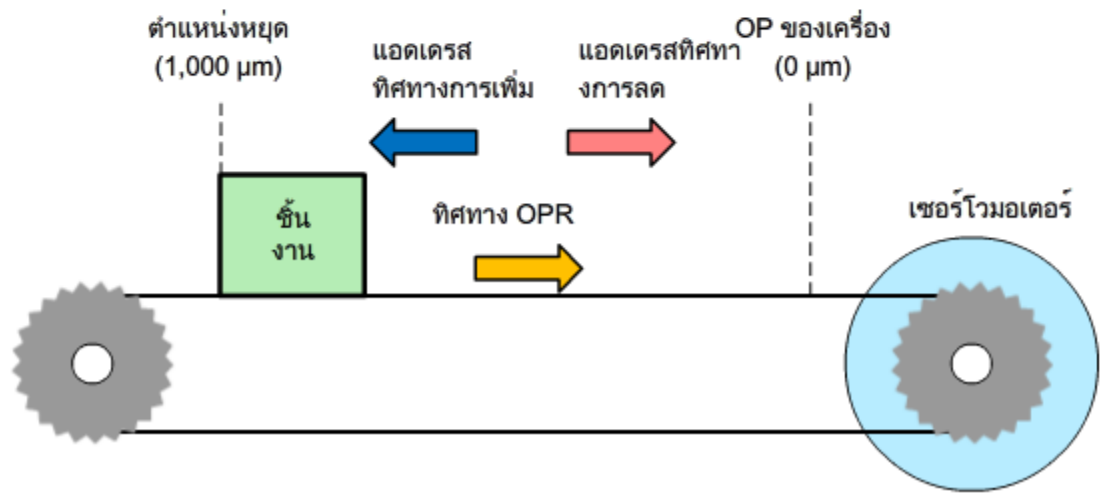 ตำแหน่งหยุด
(1,000 µm)
แอดเดรส
ทิศทางการเพิ่ม
แอดเดรสทิศทา
งการลด
OP ของเครื่อง
(0 µm)
ชิ้น
งาน
ทิศทาง OPR
เซอร์โวมอเตอร์